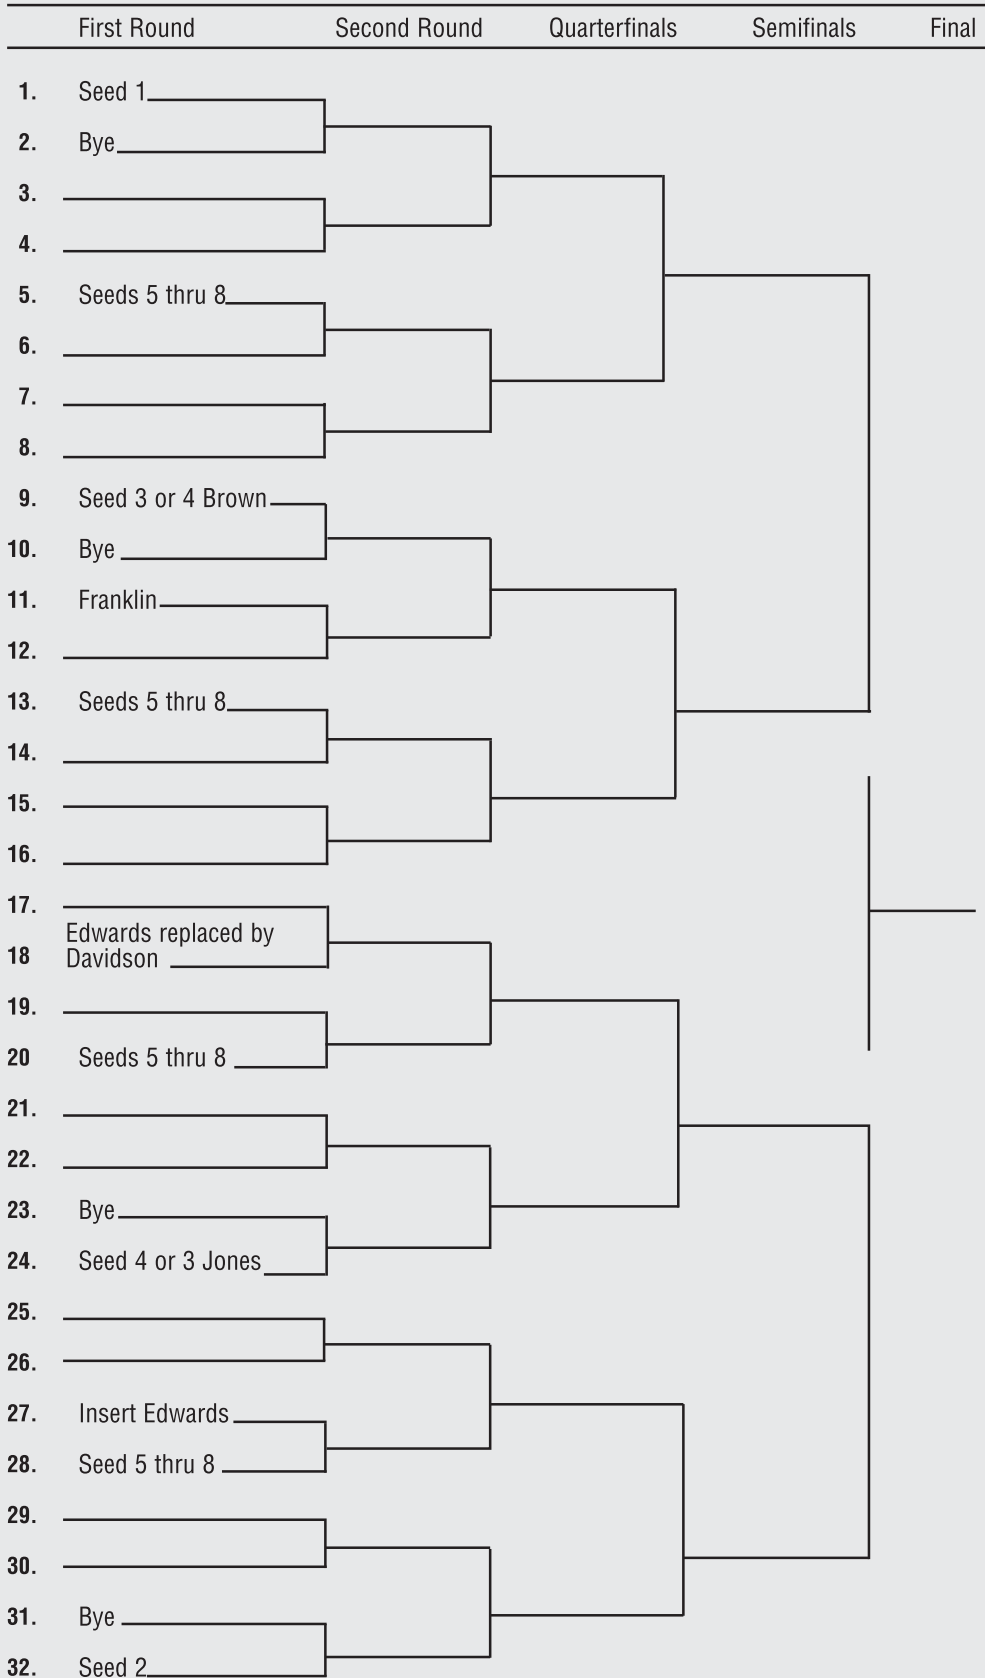 First Round Second Round Quarterfinals Semifinals Final
1. Seed 1
2. Bye
3.
4.
5. Seeds 5 thru 8
6.
7.
8.
9. Seed 3 or 4 Brown
10. Bye
11. Franklin
12.
13. Seeds 5 thru 8
14.
15.
16.
17.
Edwards replaced by
18 Davidson
19.
20 Seeds 5 thru 8
21.
22.
23. Bye
24. Seed 4 or 3 Jones
25.
26.
27. Insert Edwards
28. Seed 5 thru 8
29.
30.
31. Bye
32. Seed 2